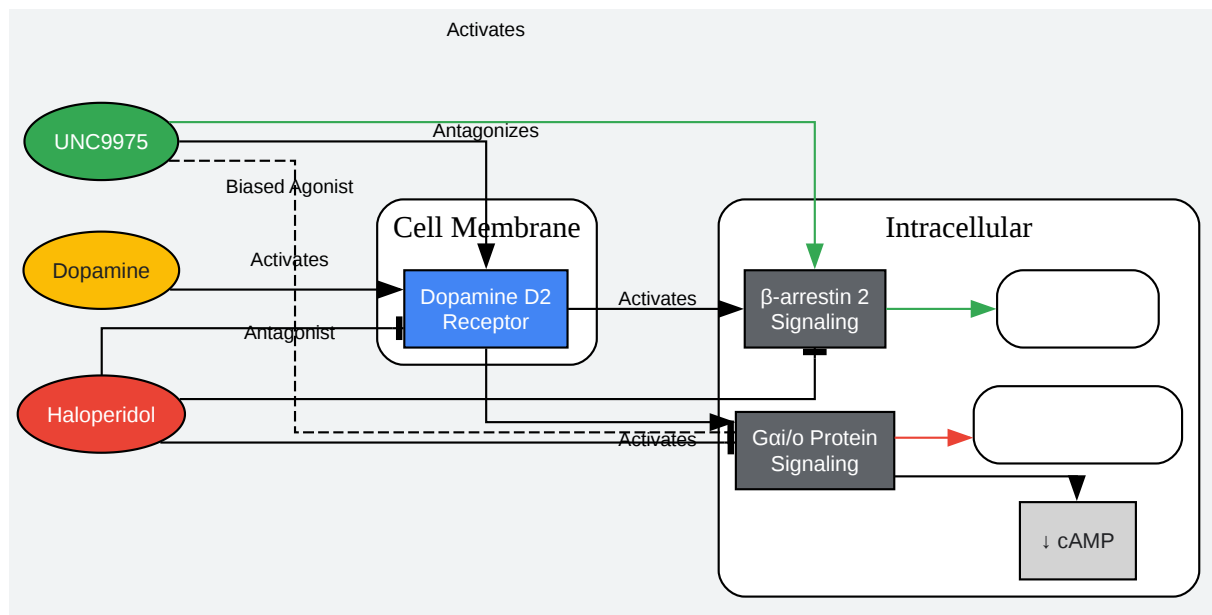 Activates
UNC9975
Antagonizes
Biased Agonist
Cell Membrane
Intracellular
Dopamine
Activates
Dopamine D2
Receptor
Activates
β-arrestin 2
Signaling
Antagonist
Haloperidol
Activates
Gαi/o Protein
Signaling
↓ cAMP